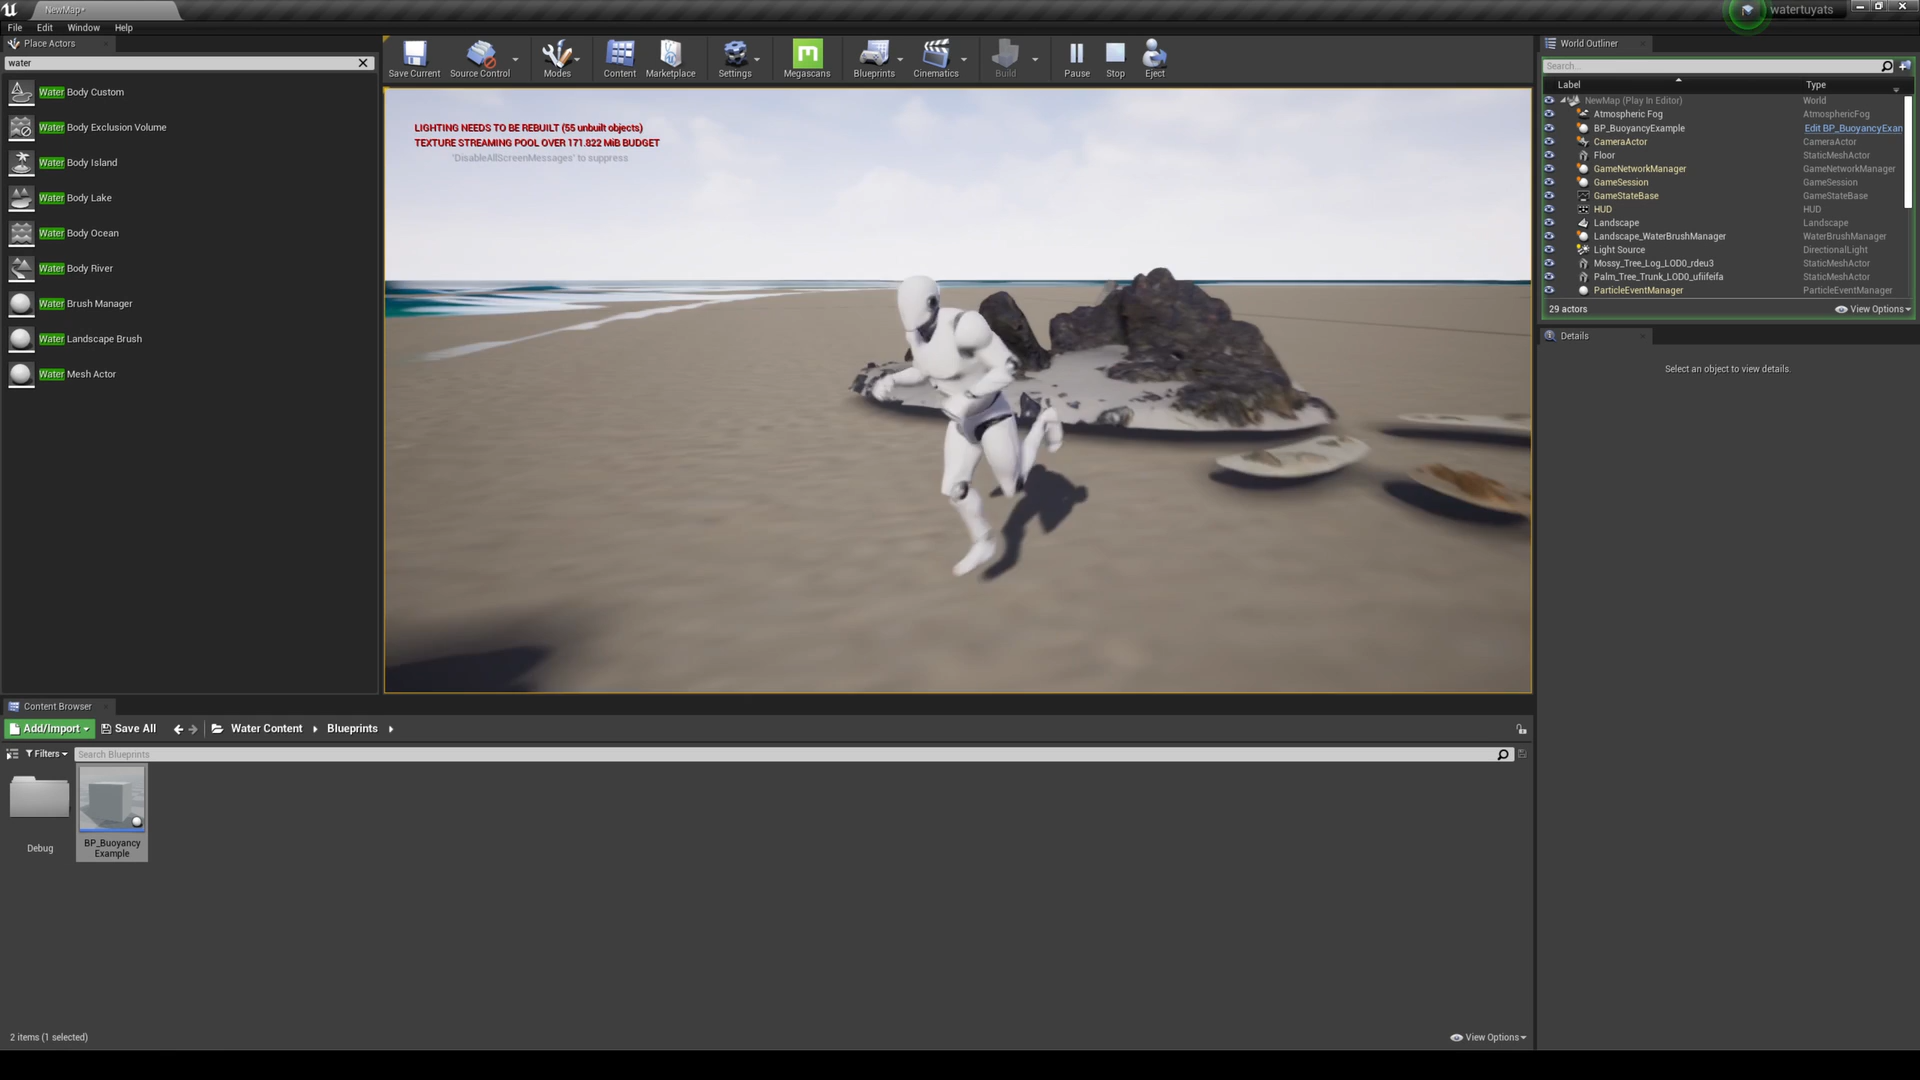 NewMap*
watertuyats
File
Edit
Window
Help
Place Actors
water
Water Body Custom
Water Body Exclusion Volume
Water Body Island
Water Body Lake
Water Body Ocean
Water Body River
Water Brush Manager
Water Landscape Brush
Water Mesh Actor
Save Current
Source Control
Modes
Content
Marketplace
Settings
Megascans
Blueprints
Cinematics
Build
Pause
Stop
Eject
LIGHTING NEEDS TO BE REBUILT (55 unbuilt objects)
TEXTURE STREAMING POOL OVER 171.822 MiB BUDGET
'DisableAllScreenMessages' to suppress
World Outliner
Search...
Label Type
NewMap (Play In Editor) World
Atmospheric Fog AtmosphericFog
BP_BuoyancyExample Edit BP_BuoyancyExan
CameraActor CameraActor
Floor StaticMeshActor
GameNetworkManager GameNetworkManager
GameSession GameSession
GameStateBase GameStateBase
HUD HUD
Landscape Landscape
Landscape_WaterBrushManager WaterBrushManager
Light Source DirectionalLight
Mossy_Tree_Log_LOD0_rdeu3 StaticMeshActor
Palm_Tree_Trunk_LOD0_ufiifeifa StaticMeshActor
ParticleEventManager ParticleEventManager
29 actors
View Options
Details
Select an object to view details.
Content Browser
Add/Import
Save All
Water Content
Blueprints
Filters
Search Blueprints
Debug
BP_Buoyancy
Example
2 items (1 selected)
View Options